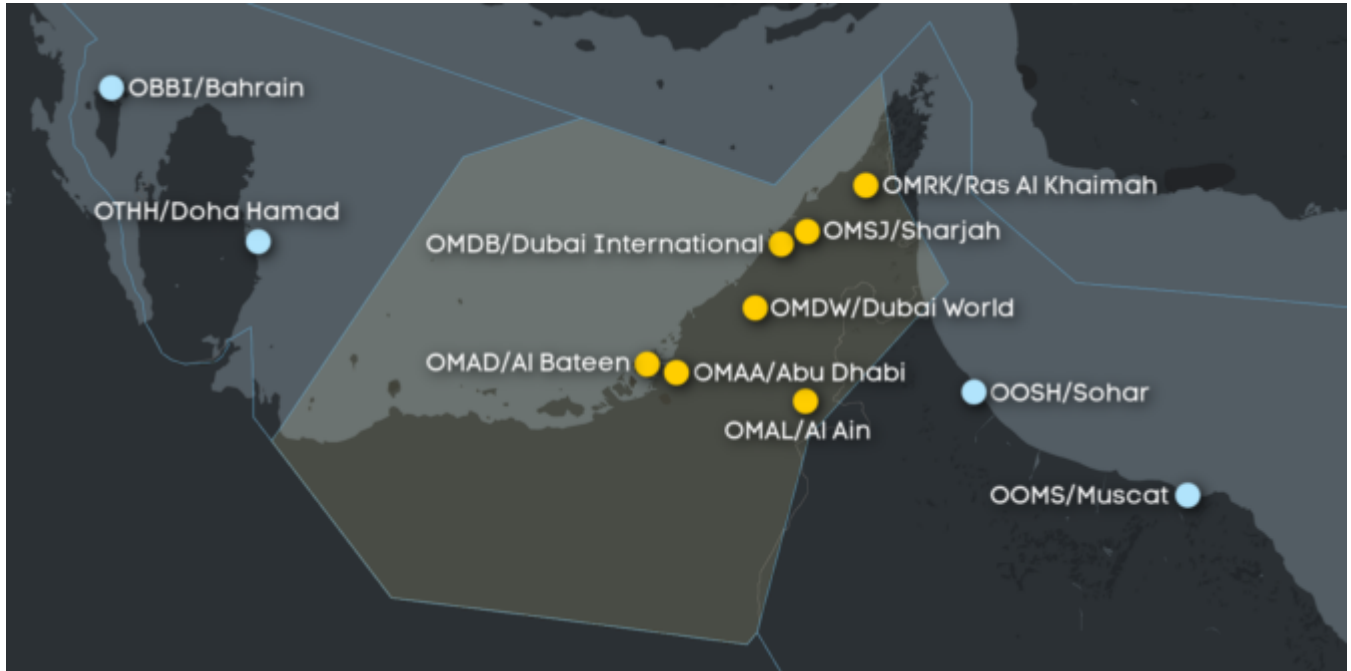 OBBI/Bahrain
OMRK/Ras Al Khaimah
OTHH/Doha Hamad
OMSJ/Sharjah
OMDB/Dubai International
OMDW/Dubai World
OMAD/Al Bateen
OMAA/Abu Dhabi
OOSH/Sohar
OMAL/Al Ain
OOMS/Muscat